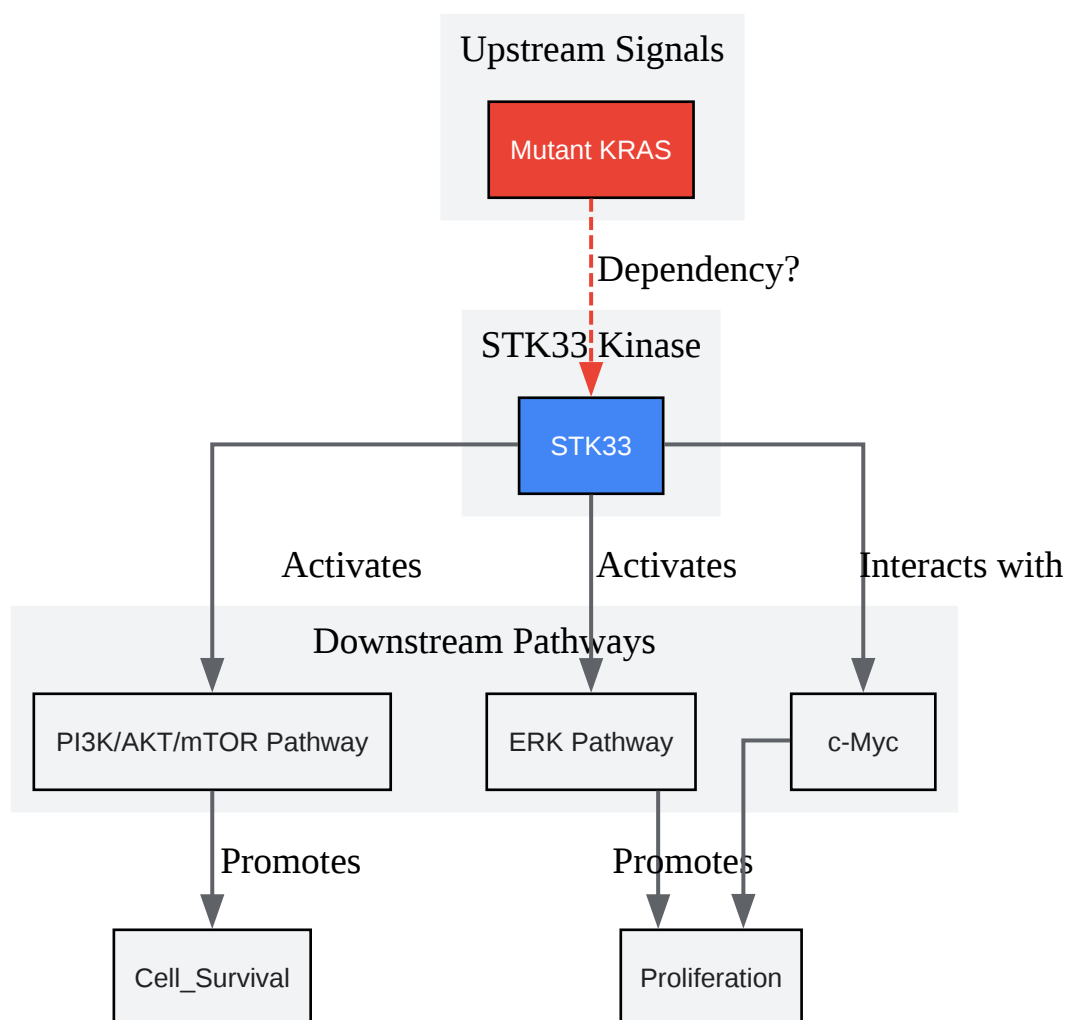 Upstream Signals
Mutant KRAS
Dependency?
STK33 Kinase
STK33
Activates
Activates
Interacts with
Downstream Pathways
PI3K/AKT/mTOR Pathway
ERK Pathway
c-Myc
Promotes
Promotes
Cell_Survival
Proliferation